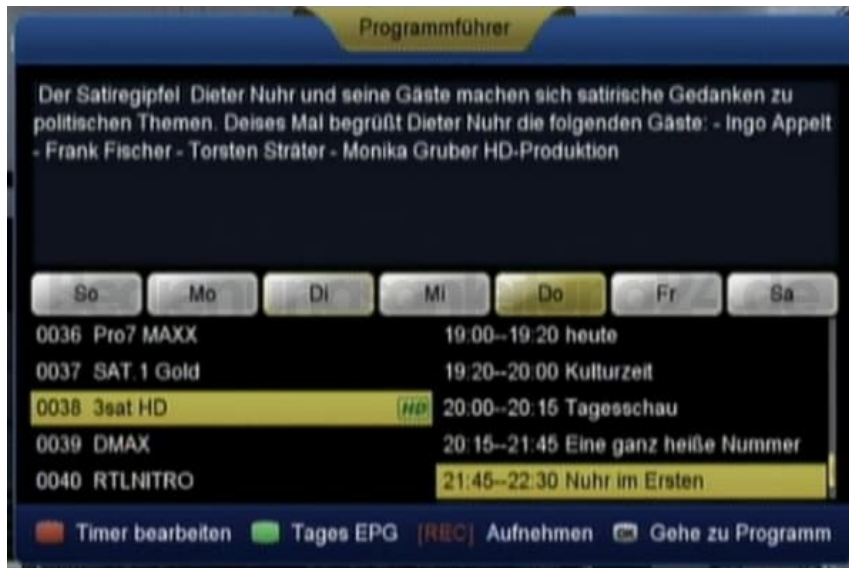 Programmführer
Der Satiregipfel Dieter Nuhr und seine Gäste machen sich satirische Gedanken zu
politischen Themen. Deises Mal begrüßt Dieter Nuhr die folgenden Gäste: - Ingo Appelt
- Frank Fischer - Torsten Sträter - Monika Gruber HD-Produktion
So Mo Di Mi Do Fr Sa
0036 Pro7 MAXX 19:00--19:20 heute
0037 SAT.1 Gold 19:20--20:00 Kulturzeit
0038 3sat HD HD 20:00--20:15 Tagesschau
0039 DMAX 20:15--21:45 Eine ganz heiße Nummer
0040 RTLNITRO 21:45--22:30 Nuhr im Ersten
Timer bearbeiten Tages EPG [REC] Aufnehmen OK Gehe zu Programm